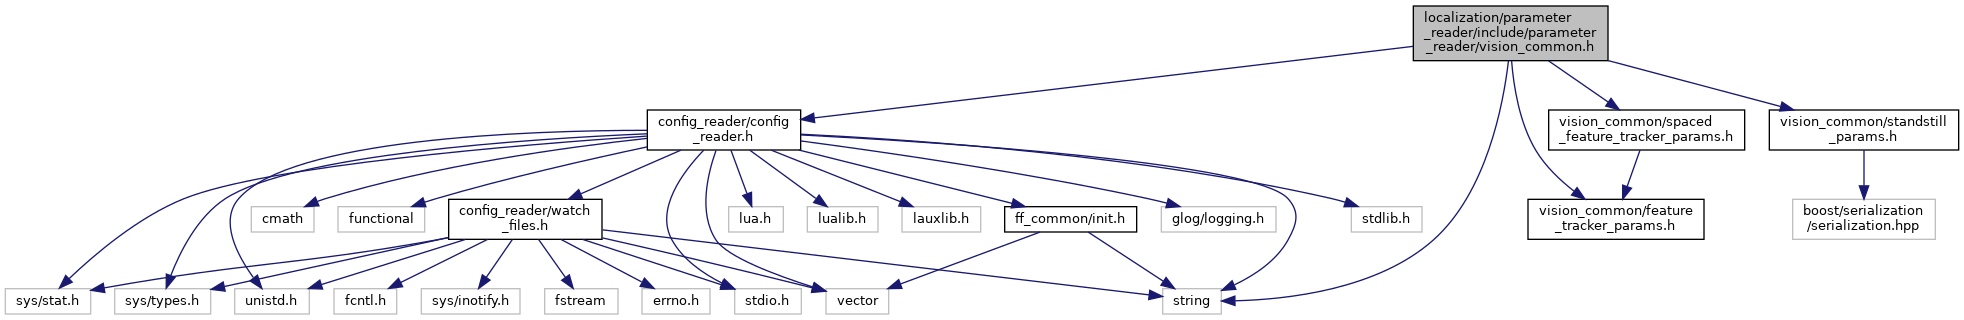 localization/parameter
_reader/include/parameter
_reader/vision_common.h
config_reader/config
_reader.h
vision_common/spaced
_feature_tracker_params.h
vision_common/standstill
_params.h
cmath
functional
config_reader/watch
_files.h
lua.h
lualib.h
lauxlib.h
ff_common/init.h
glog/logging.h
stdlib.h
vision_common/feature
_tracker_params.h
boost/serialization
/serialization.hpp
sys/stat.h
sys/types.h
unistd.h
fcntl.h
sys/inotify.h
fstream
errno.h
stdio.h
vector
string